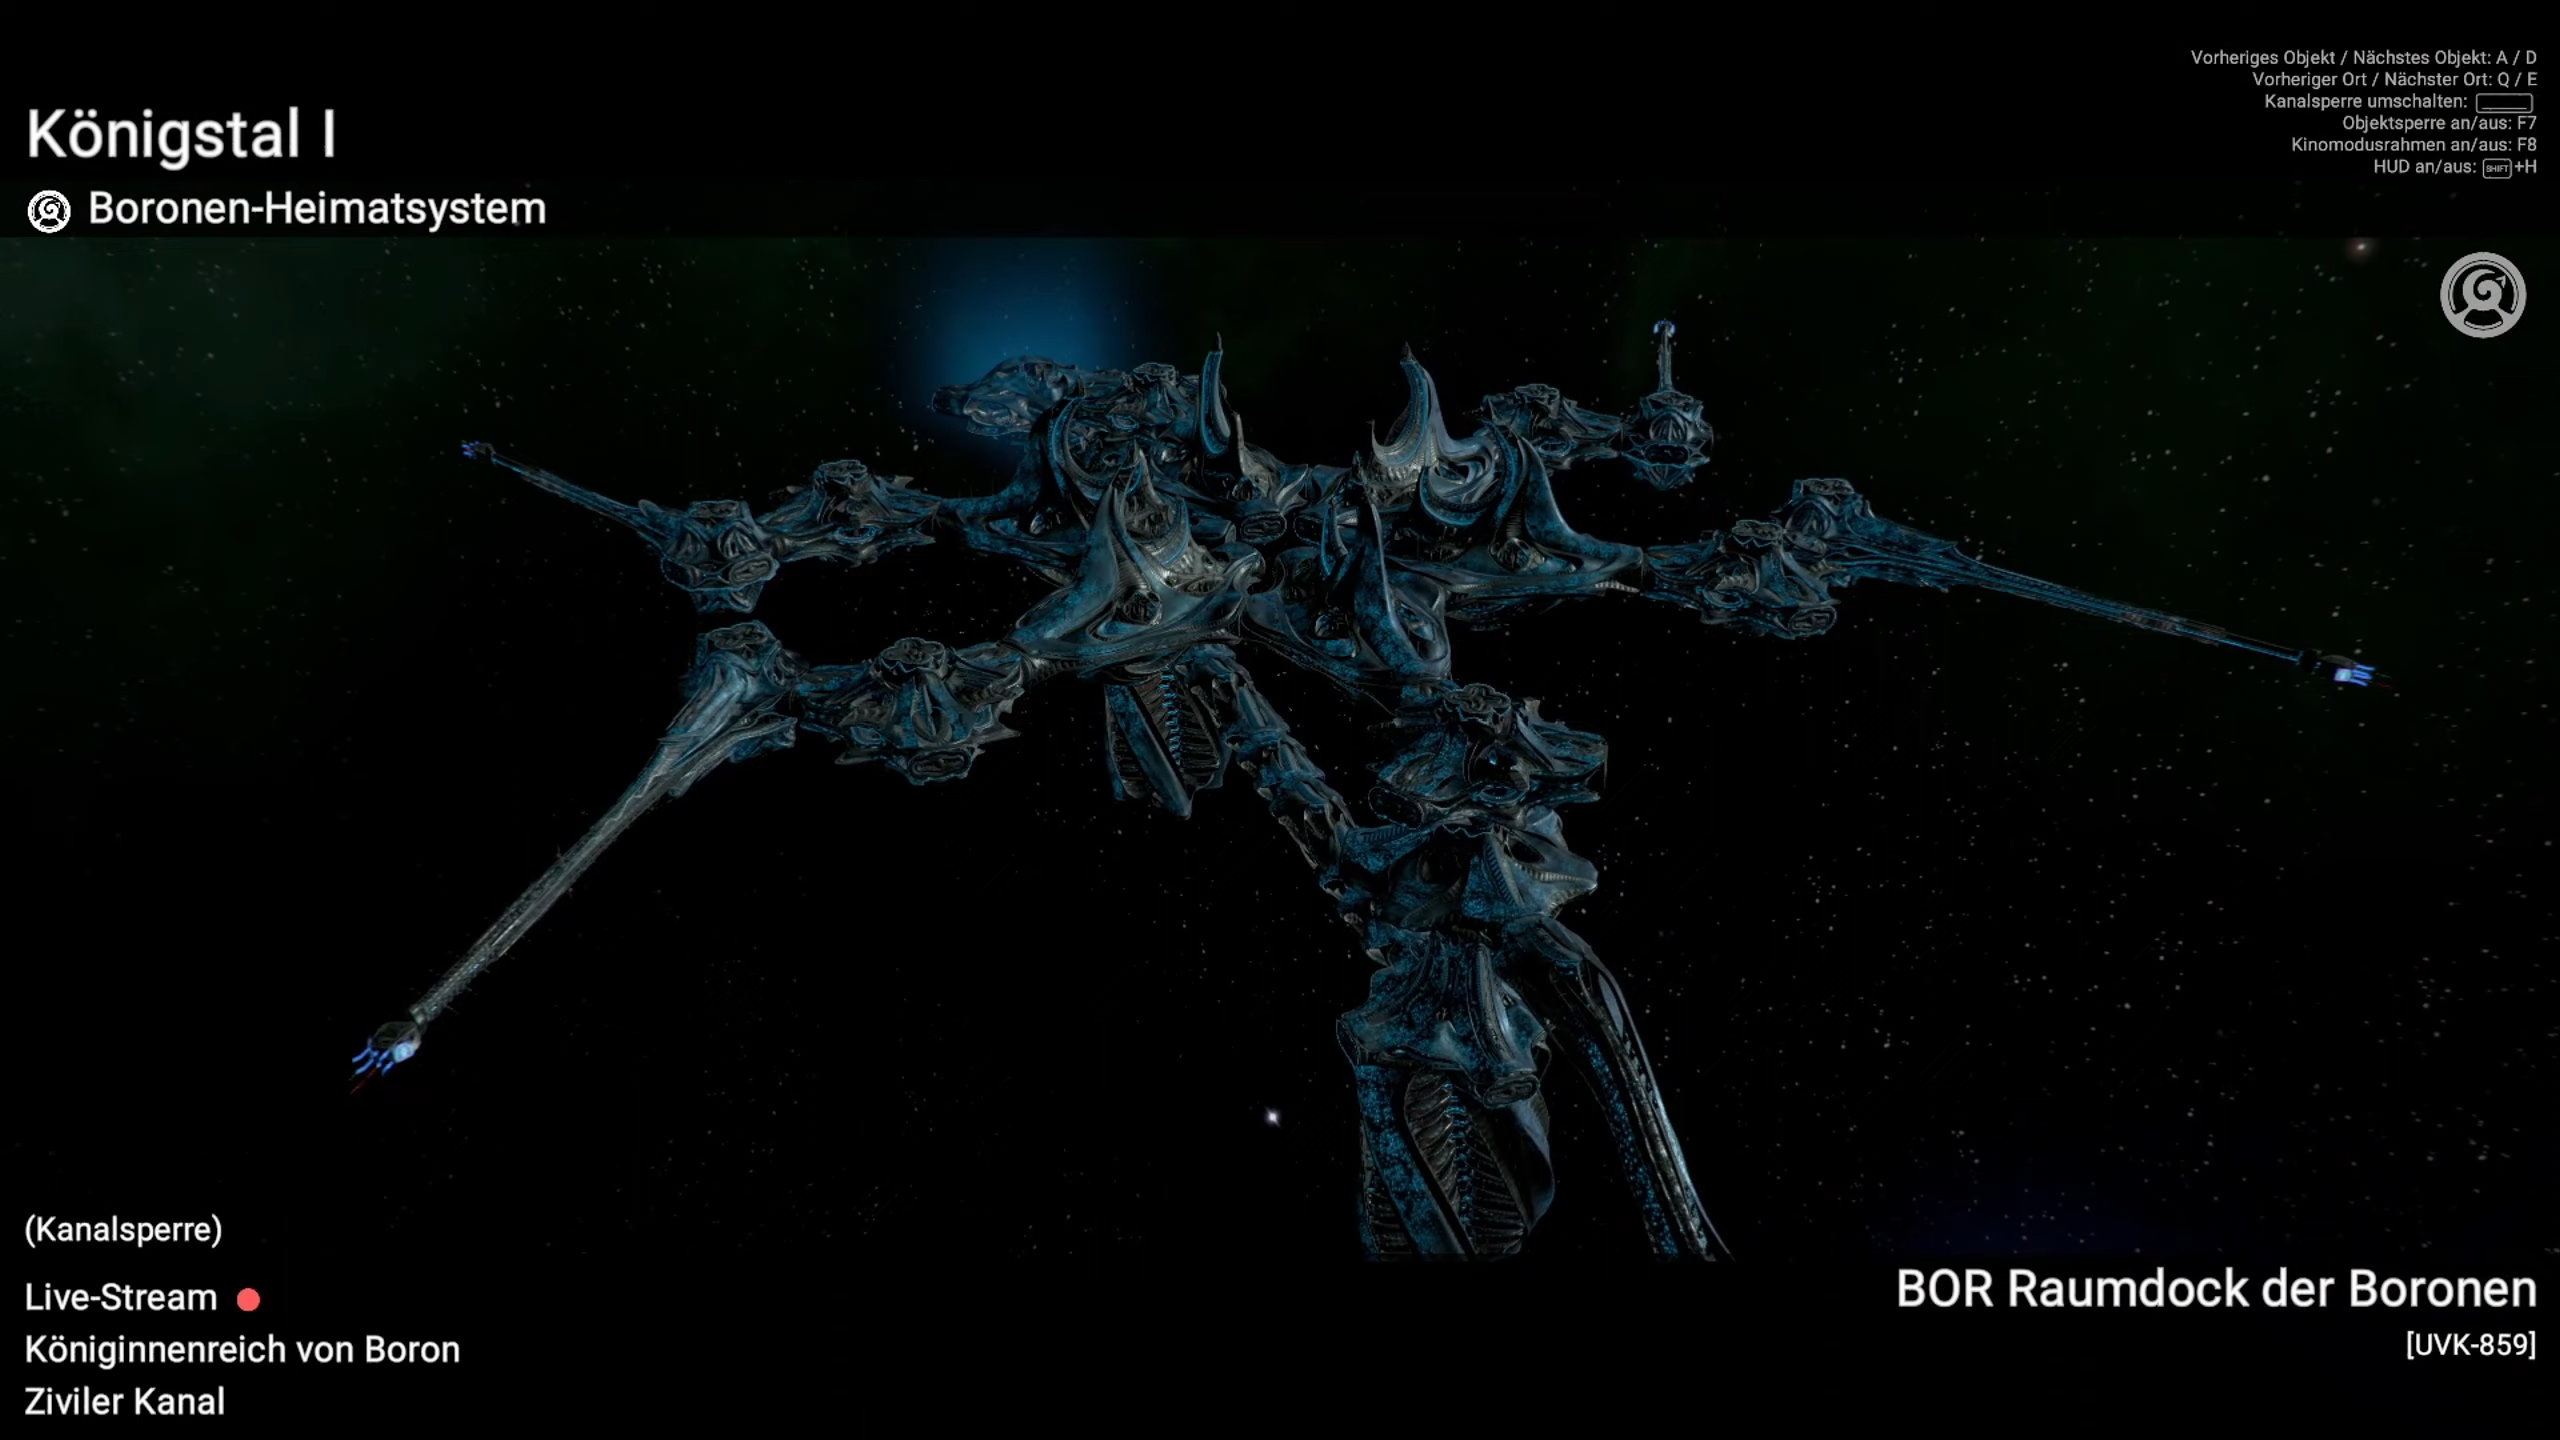 Vorheriges Objekt / Nächstes Objekt: A / D
Vorheriger Ort / Nächster Ort: Q / E
Kanalsperre umschalten:
Objektsperre an/aus: F7
Kinomodusrahmen an/aus: F8
HUD an/aus: SHIFT+H
Königstal I
Boronen-Heimatsystem
(Kanalsperre)
Live-Stream
Königinnenreich von Boron
Ziviler Kanal
BOR Raumdock der Boronen
[UVK-859]